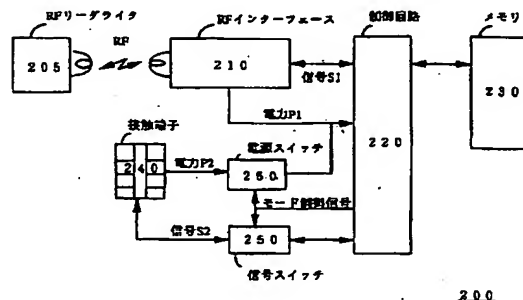 RFリーダライタ
RFインターフェース
制御回路
メモリ
RF
205
210
信号S1
220
230
電力P1
接触端子
電源スイッチ
240
電力P2
260
モード制御信号
信号S2
250
信号スイッチ
200